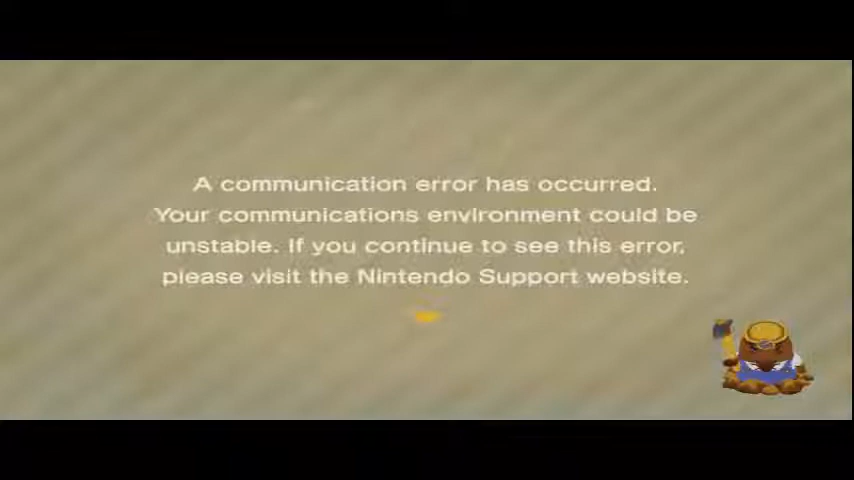 A communication error has occurred.
Your communications environment could be
unstable. If you continue to see this error,
please visit the Nintendo Support website.